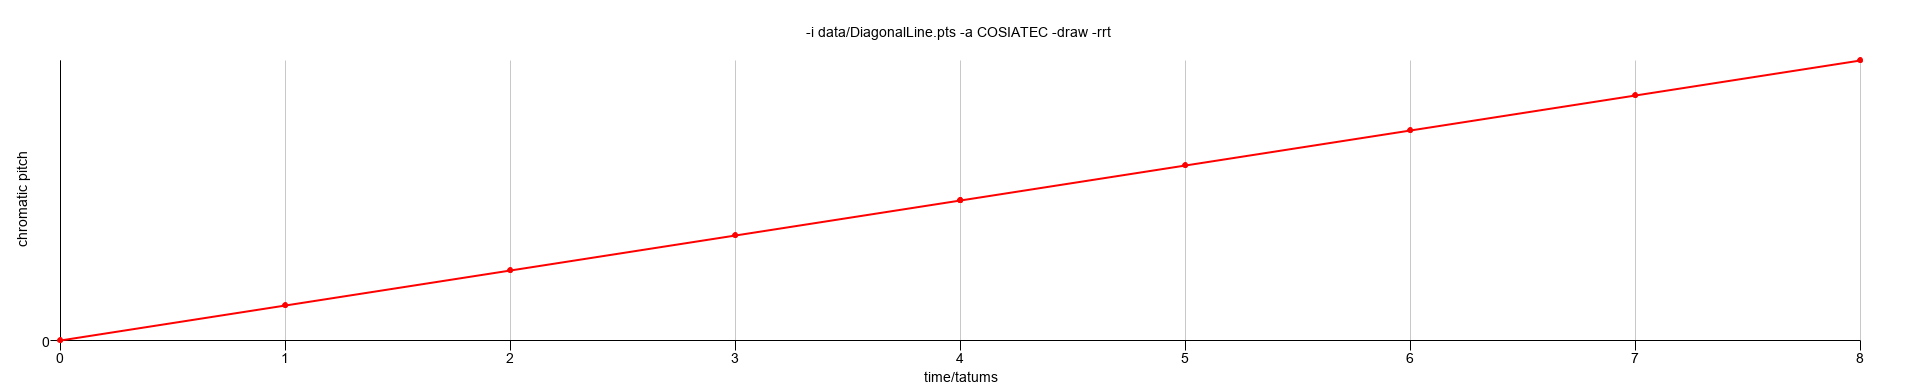 -i data/DiagonalLine.pts -a COSIATEC -draw -rrt
chromatic pitch
0
0 1 2 3 4 5 6 7 8
time/tatums